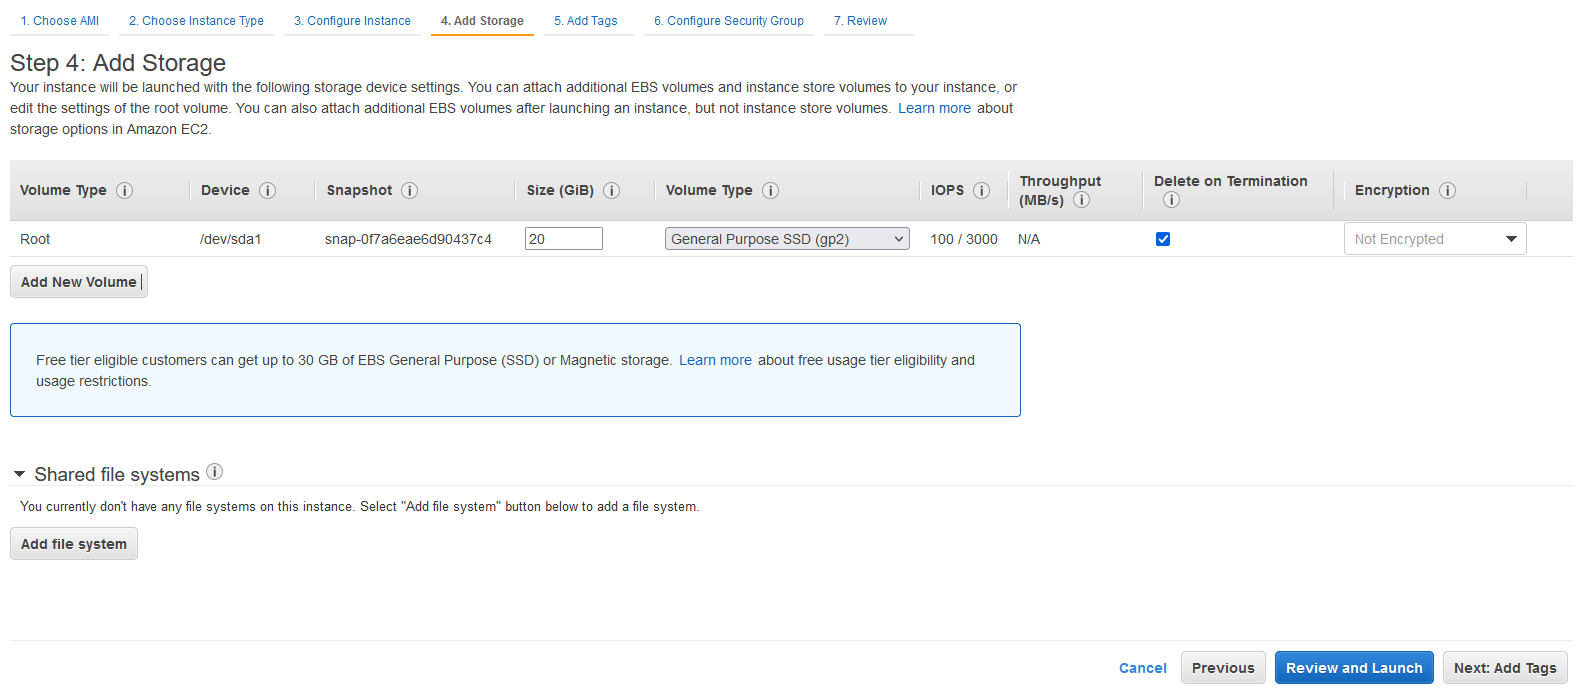 1. Choose AMI 2. Choose Instance Type 3. Configure Instance 4. Add Storage 5. Add Tags 6. Configure Security Group 7. Review
Step 4: Add Storage
Your instance will be launched with the following storage device settings. You can attach additional EBS volumes and instance store volumes to your instance, or
edit the settings of the root volume. You can also attach additional EBS volumes after launching an instance, but not instance store volumes. Learn more about
storage options in Amazon EC2.
Volume Type i Device i Snapshot i Size (GiB) i Volume Type i IOPS i Throughput (MB/s) i Delete on Termination i Encryption i
Root /dev/sda1 snap-0f7a6eae6d90437c4 20 General Purpose SSD (gp2) 100 / 3000 N/A Not Encrypted
Add New Volume
Free tier eligible customers can get up to 30 GB of EBS General Purpose (SSD) or Magnetic storage. Learn more about free usage tier eligibility and
usage restrictions.
Shared file systems i
You currently don't have any file systems on this instance. Select "Add file system" button below to add a file system.
Add file system
Cancel Previous Review and Launch Next: Add Tags